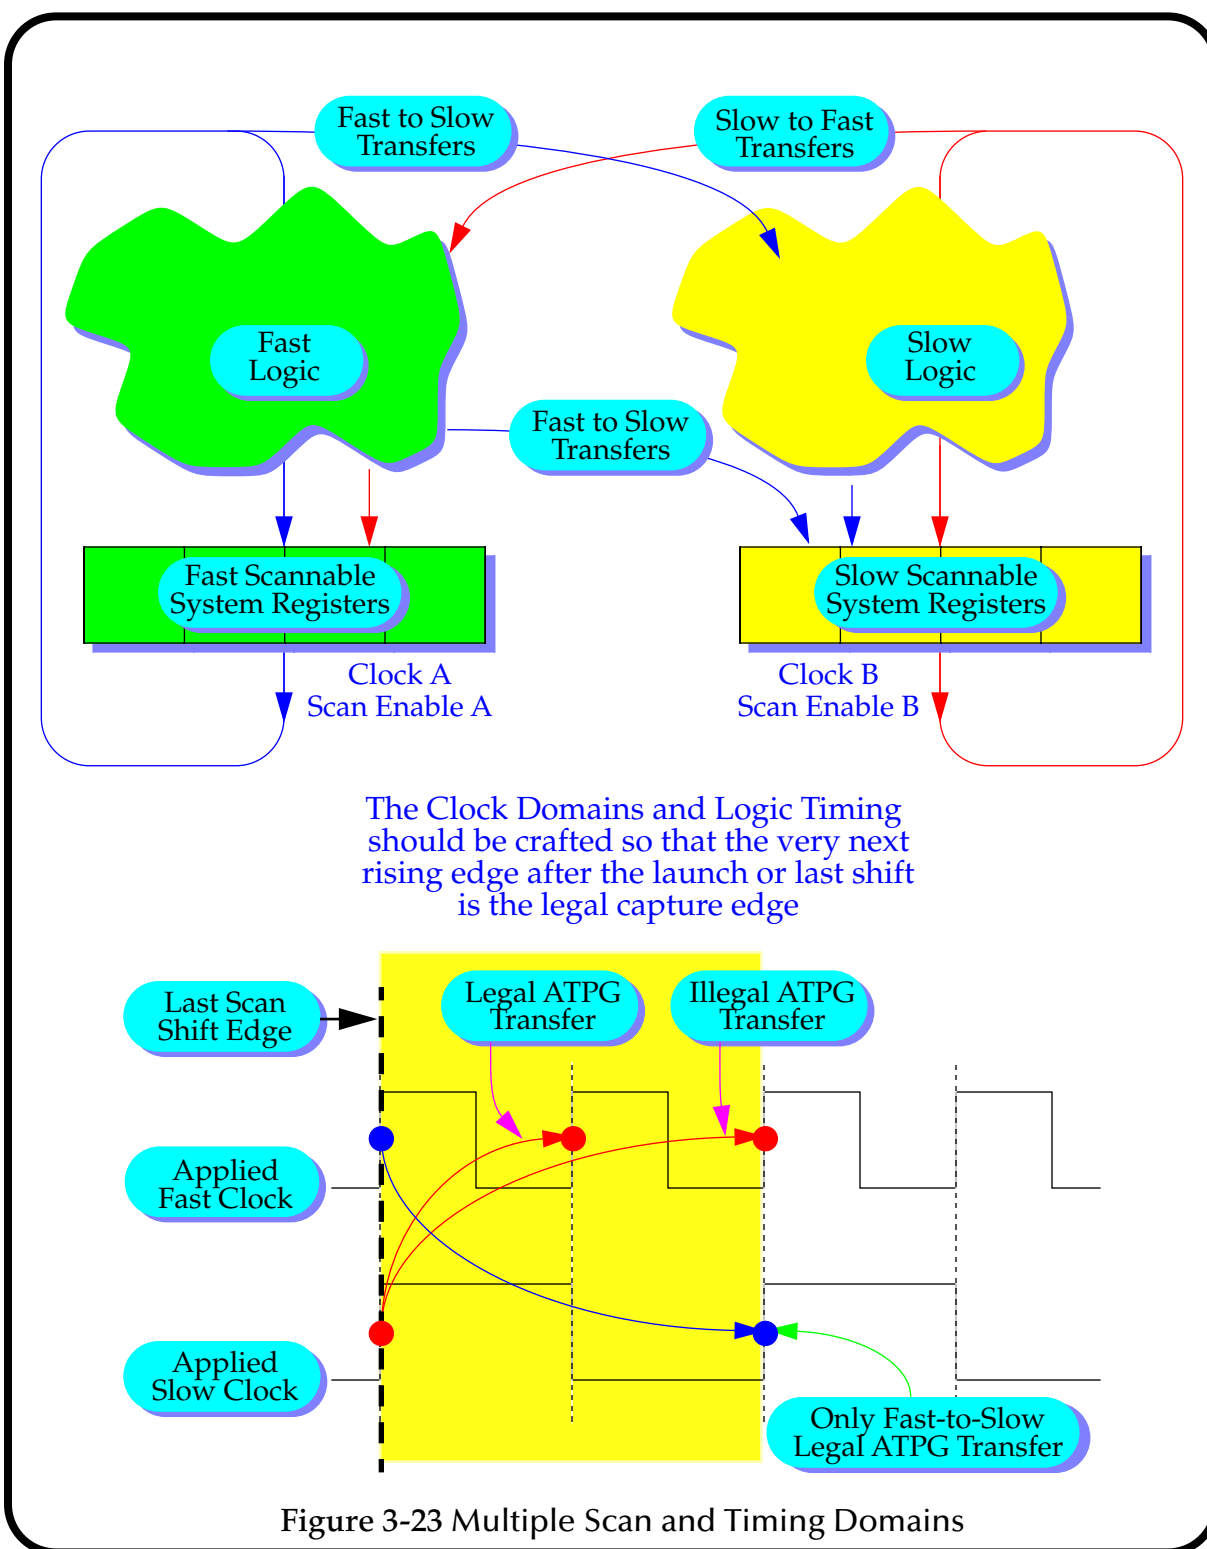 Fast to Slow
Transfers
Slow to Fast
Transfers
Fast
Logic
Slow
Logic
Fast to Slow
Transfers
Fast Scannable
System Registers
Slow Scannable
System Registers
Clock A
Scan Enable A
Clock B
Scan Enable B
The Clock Domains and Logic Timing
should be crafted so that the very next
rising edge after the launch or last shift
is the legal capture edge
Last Scan
Shift Edge
Legal ATPG
Transfer
Illegal ATPG
Transfer
Applied
Fast Clock
Applied
Slow Clock
Only Fast-to-Slow
Legal ATPG Transfer
Figure 3-23 Multiple Scan and Timing Domains